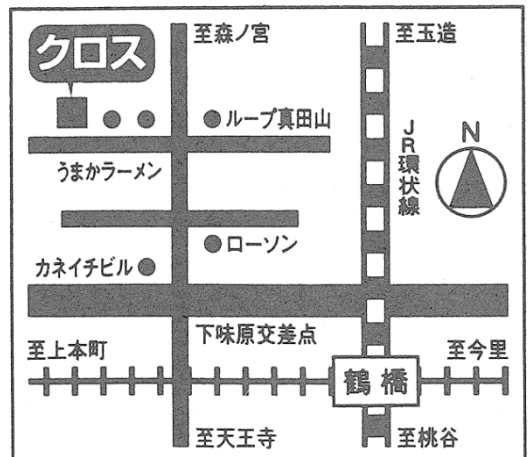 至森ノ宮
至玉造
クロス
ループ真田山
JR環状線
N
うまかラーメン
ローソン
カネイチビル
下味原交差点
至上本町
至今里
鶴橋
至天王寺
至桃谷